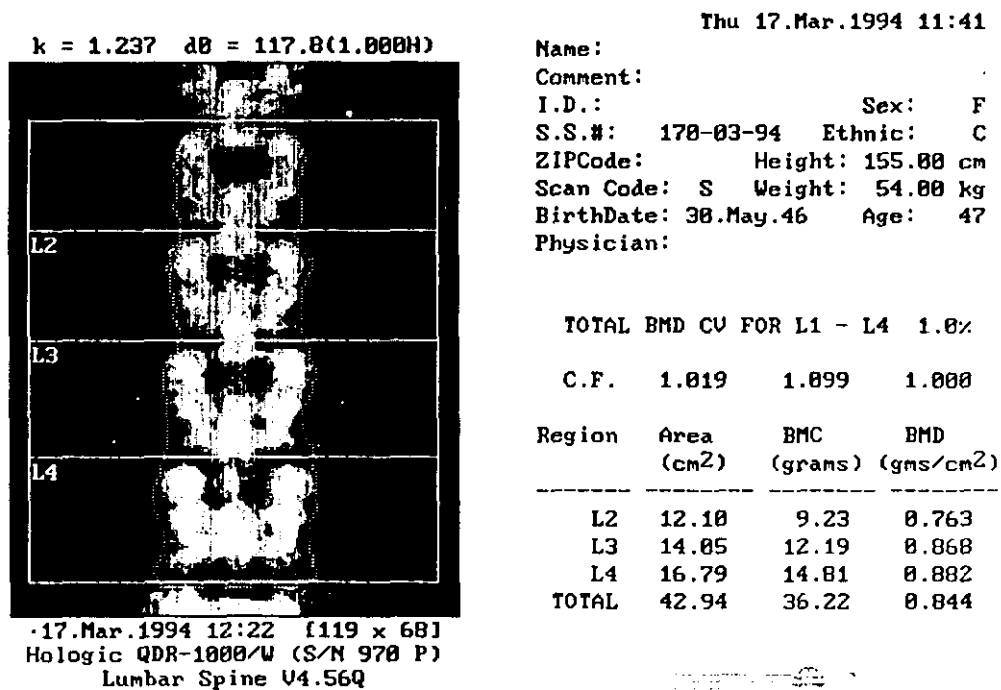 k = 1.237 d0 = 117.8(1.000H)
L2
L3
L4
·17.Mar.1994 12:22 [119 x 68]
Hologic QDR-1000/W (S/N 970 P)
Lumbar Spine V4.56Q
Thu 17.Mar.1994 11:41
Name:
Comment:
I.D.: Sex: F
S.S.#: 170-03-94 Ethnic: C
ZIPCode: Height: 155.00 cm
Scan Code: S Weight: 54.00 kg
BirthDate: 30.May.46 Age: 47
Physician:
TOTAL BMD CV FOR L1 - L4 1.0%
C.F. 1.019 1.099 1.000
Region Area BMC BMD
(cm2) (grams) (gms/cm2)
L2 12.10 9.23 0.763
L3 14.05 12.19 0.868
L4 16.79 14.81 0.882
TOTAL 42.94 36.22 0.844